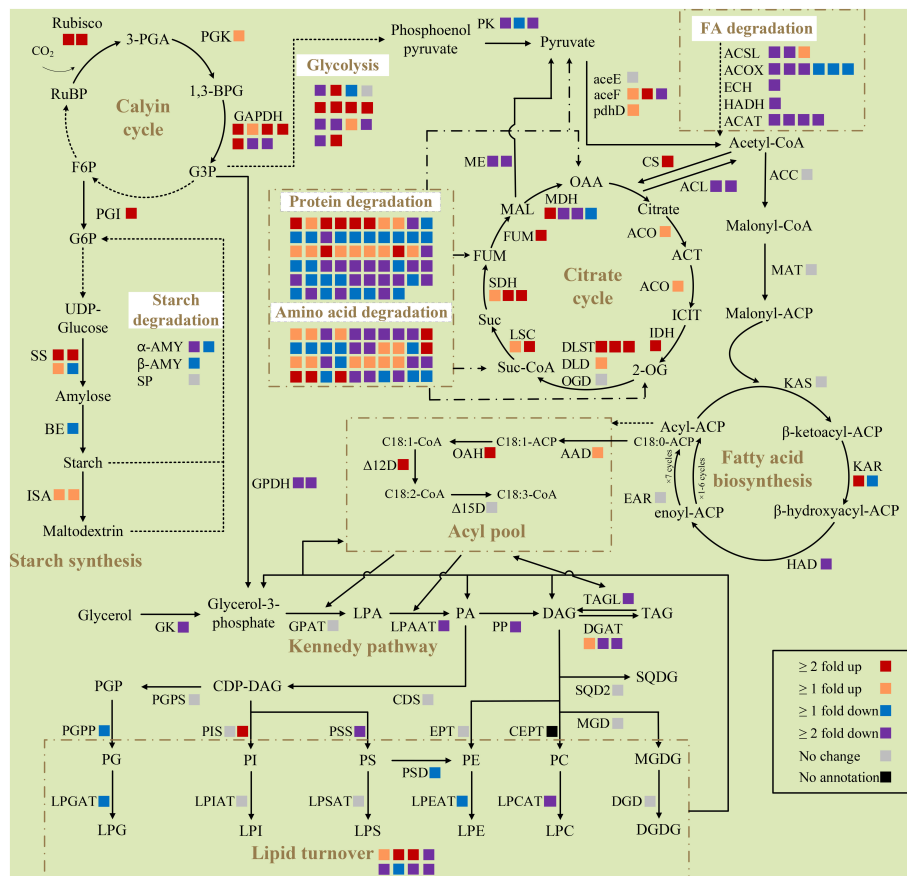 Rubisco
CO2
3-PGA
PGK
RuBP
1,3-BPG
Calyin
cycle
GAPDH
F6P
G3P
PGI
G6P
UDP-
Glucose
SS
Amylose
BE
Starch
ISA
Maltodextrin
Starch synthesis
Starch
degradation
α-AMY
β-AMY
SP
Glycolysis
Phosphoenol
pyruvate
PK
Pyruvate
aceE
aceF
pdhD
FA degradation
ACSL
ACOX
ECH
HADH
ACAT
Acetyl-CoA
ME
CS
ACL
ACC
Protein degradation
Amino acid degradation
OAA
MAL
MDH
Citrate
FUM
ACO
FUM
ACT
Citrate
cycle
SDH
ACO
Suc
ICIT
LSC
IDH
DLST
DLD
OGD
Suc-CoA
2-OG
Malonyl-CoA
MAT
Malonyl-ACP
KAS
Acyl-ACP
β-ketoacyl-ACP
C18:0-ACP
Fatty acid
biosynthesis
KAR
×7 cycles
×1-6 cycles
EAR
enoyl-ACP
β-hydroxyacyl-ACP
HAD
C18:1-CoA
C18:1-ACP
OAH
AAD
Δ12D
C18:2-CoA
C18:3-CoA
Δ15D
Acyl pool
GPDH
Glycerol
GK
Glycerol-3-
phosphate
GPAT
LPA
LPAAT
PA
PP
DAG
TAGL
TAG
DGAT
Kennedy pathway
PGP
PGPS
CDP-DAG
CDS
SQD2
SQDG
MGD
PGPP
PIS
PSS
EPT
CEPT
PG
PI
PS
PSD
PE
PC
MGDG
LPGAT
LPIAT
LPSAT
LPEAT
LPCAT
DGD
LPG
LPI
LPS
LPE
LPC
DGDG
Lipid turnover
≥ 2 fold up
≥ 1 fold up
≥ 1 fold down
≥ 2 fold down
No change
No annotation